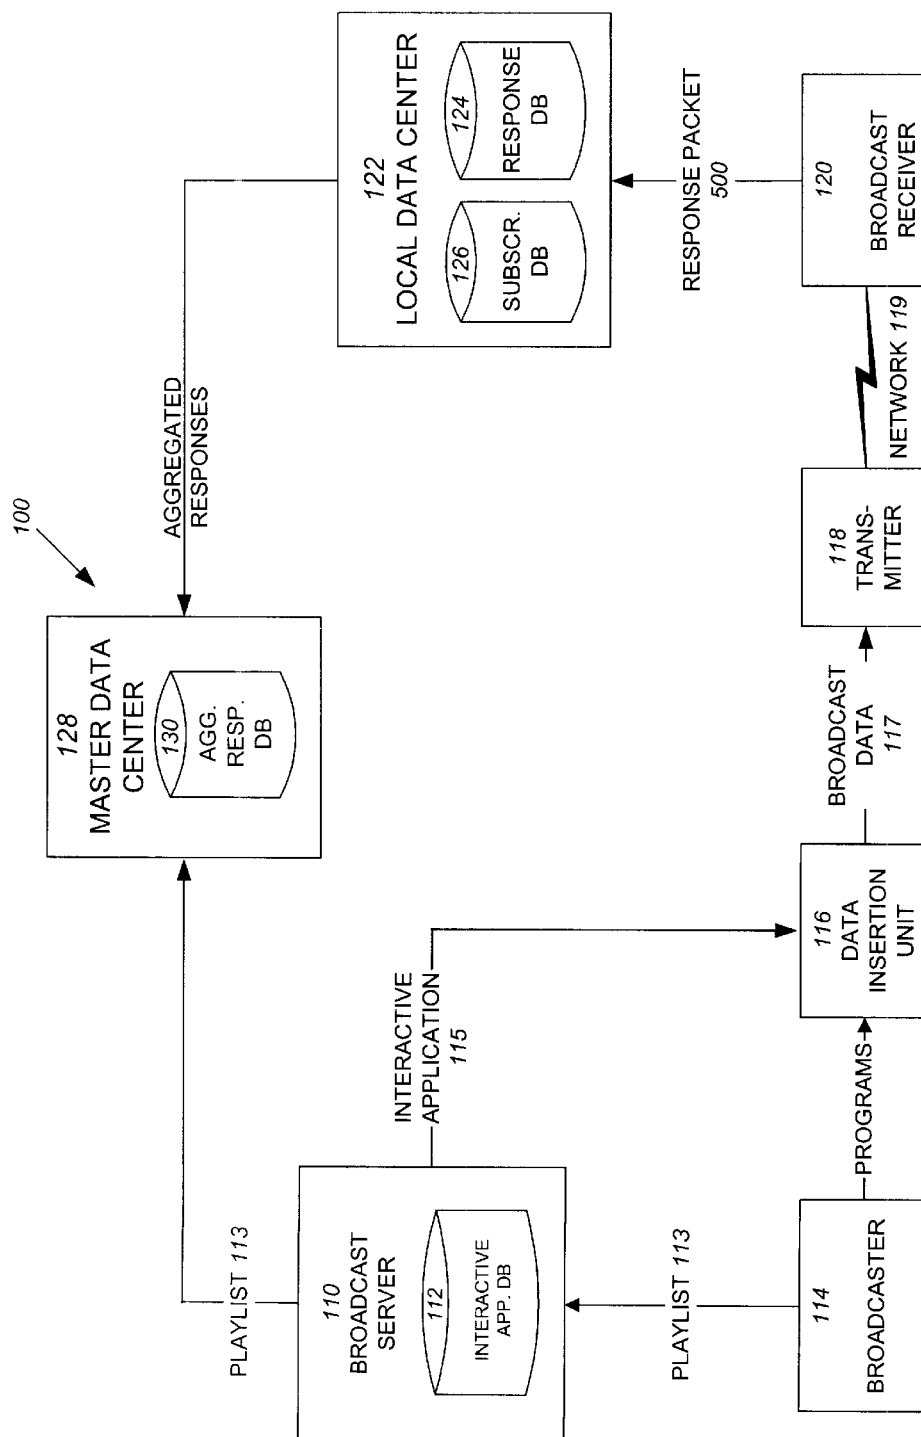 100
128
MASTER DATA
CENTER
130
AGG.
RESP.
DB
AGGREGATED
RESPONSES
122
LOCAL DATA CENTER
126
SUBSCR.
DB
124
RESPONSE
DB
PLAYLIST 113
110
BROADCAST
SERVER
112
INTERACTIVE
APP. DB
INTERACTIVE
APPLICATION
115
PLAYLIST 113
RESPONSE PACKET
500
114
BROADCASTER
PROGRAMS
116
DATA
INSERTION
UNIT
BROADCAST
DATA
117
118
TRANS-
MITTER
NETWORK 119
120
BROADCAST
RECEIVER